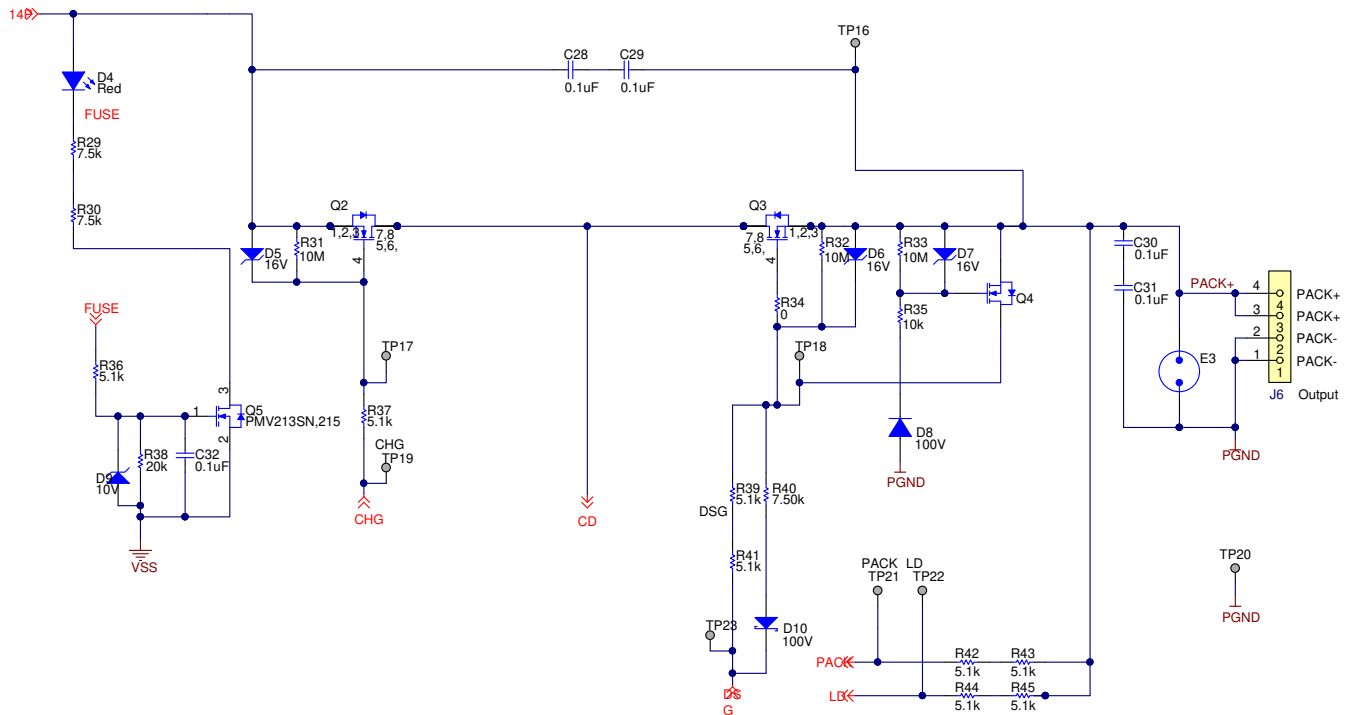 14P
TP16
C28
C29
0.1uF
0.1uF
D4
Red
FUSE
R29
7.5k
R30
7.5k
Q2
1,2,3
7,8
5,6,
4
D5
16V
R31
10M
Q3
7,8
5,6,
1,2,3
4
R32
10M
D6
16V
R33
10M
D7
16V
Q4
R34
0
R35
10k
C30
0.1uF
C31
0.1uF
PACK+
4
3
2
1
4
3
2
1
PACK+
PACK+
PACK-
PACK-
E3
J6
Output
PGND
FUSE
R36
5.1k
1
3
2
Q5
PMV213SN,215
D9
10V
R38
20k
C32
0.1uF
VSS
TP17
R37
5.1k
CHG
TP19
CHG
CD
TP18
D8
100V
PGND
R39
5.1k
R40
7.50k
DSG
R41
5.1k
D10
100V
TP23
DS
G
PACK
TP21
LD
TP22
PACK
R42
5.1k
R43
5.1k
LD
R44
5.1k
R45
5.1k
TP20
PGND